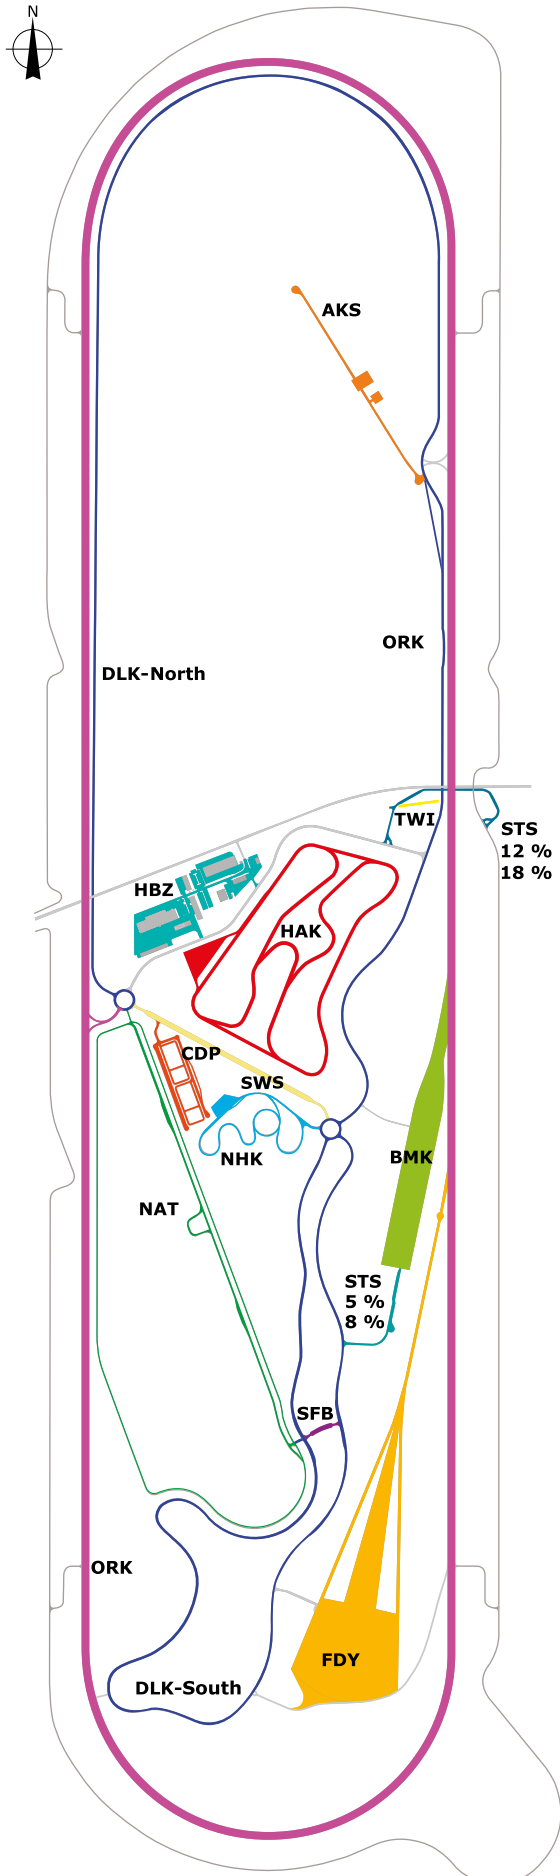 N
AKS
ORK
DLK-North
TWI
STS
12 %
18 %
HBZ
HAK
CDP
SWS
NHK
BMK
NAT
STS
5 %
8 %
SFB
ORK
FDY
DLK-South